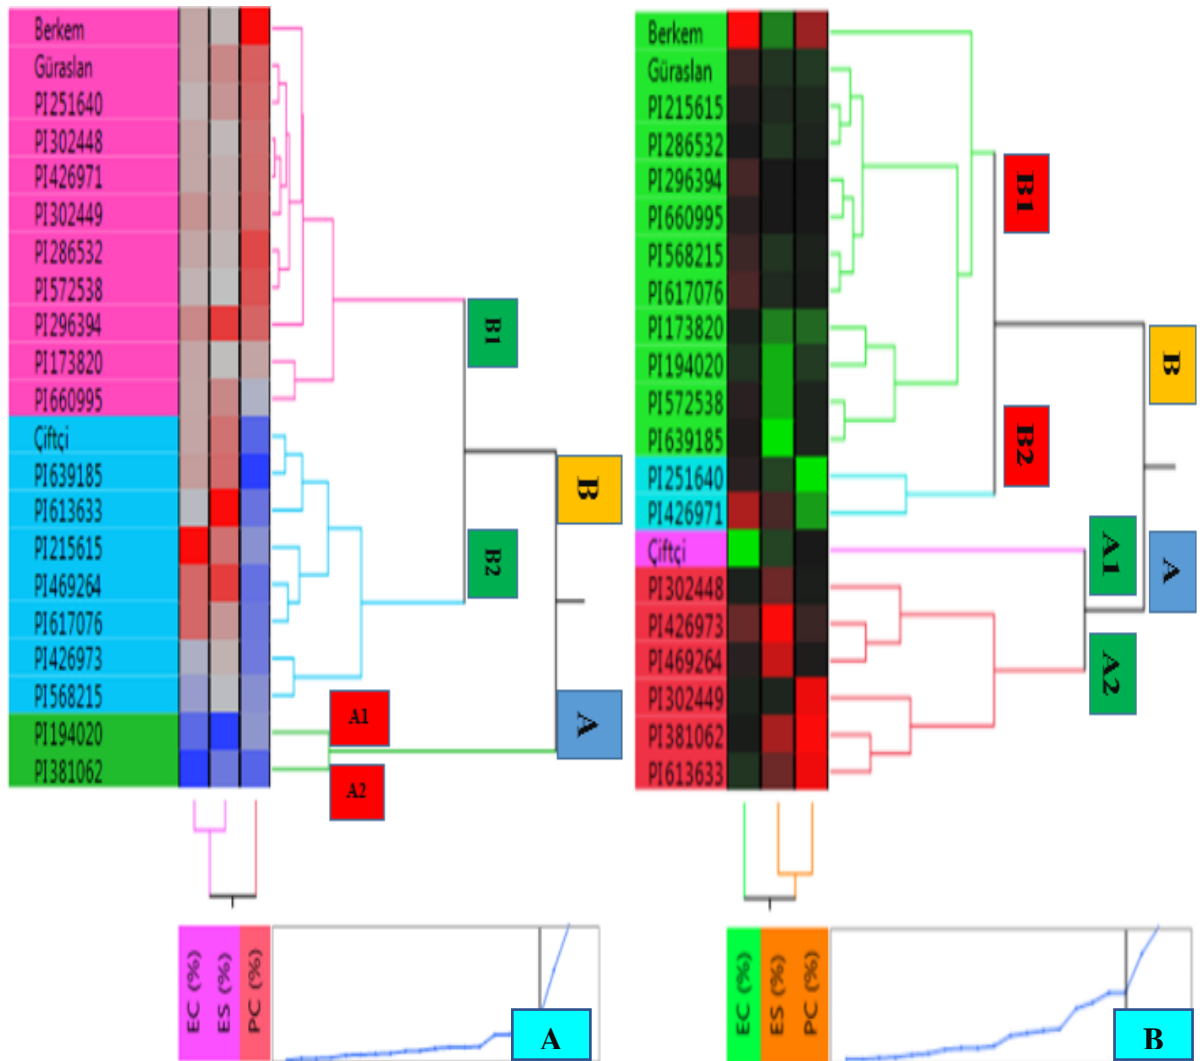 Berkem
Güraslan
PI251640
PI302448
PI426971
PI302449
PI286532
PI572538
PI296394
PI173820
PI660995
Çiftçi
PI639185
PI613633
PI215615
PI469264
PI617076
PI426973
PI568215
PI194020
PI381062
B1
B2
B
A
A1
A2
EC (%)
ES (%)
PC (%)
A
Berkem
Güraslan
PI215615
PI286532
PI296394
PI660995
PI568215
PI617076
PI173820
PI194020
PI572538
PI639185
PI251640
PI426971
Çiftçi
PI302448
PI426973
PI469264
PI302449
PI381062
PI613633
B1
B2
B
A1
A
A2
EC (%)
ES (%)
PC (%)
B